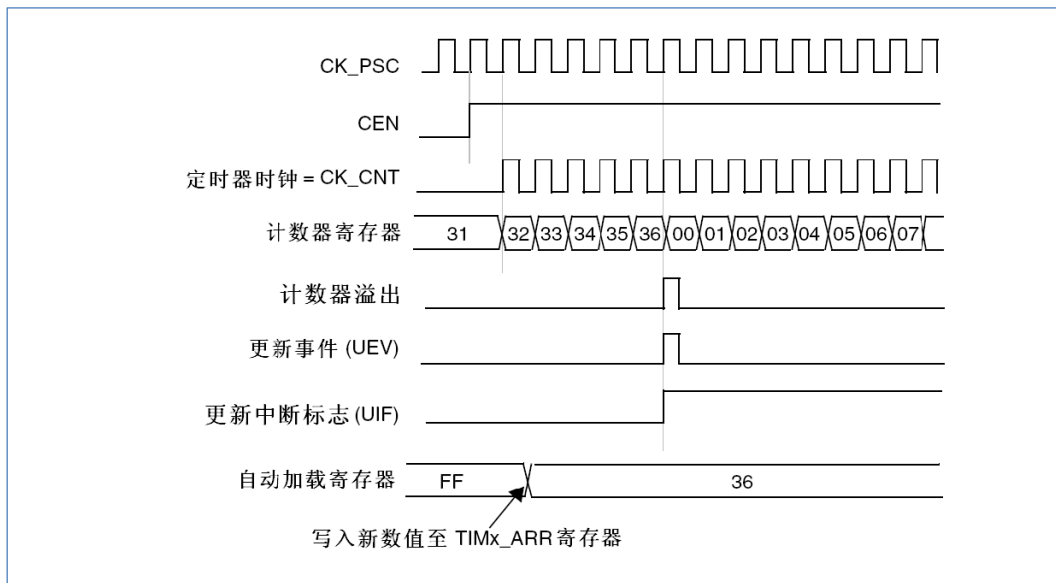 CK_PSC
CEN
定时器时钟 = CK_CNT
计数器寄存器 31 32 33 34 35 36 00 01 02 03 04 05 06 07
计数器溢出
更新事件 (UEV)
更新中断标志 (UIF)
自动加载寄存器 FF 36
写入新数值至 TIMx_ARR 寄存器